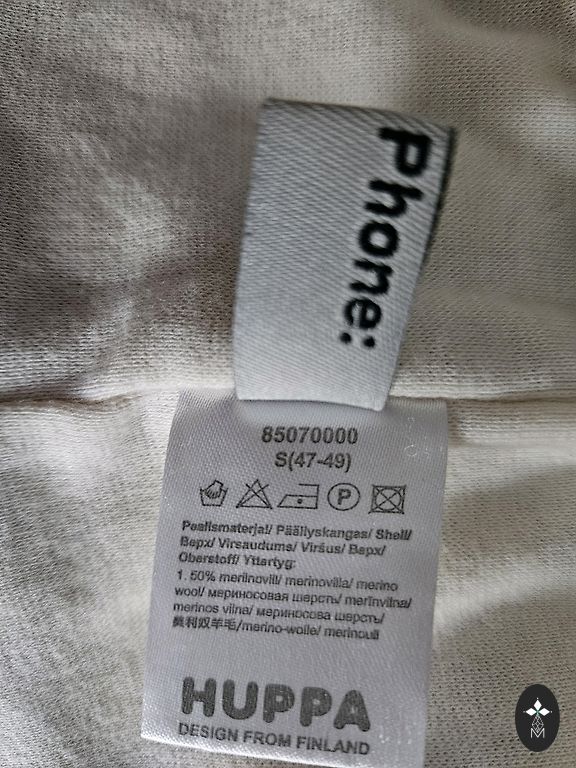 Phone:
85070000
S(47-49)
P
Pealismaterjal/ Päällyskangas/ Shell/
Верх/ Virsaudums/ Viršus/ Верх/
Oberstoff/ Yttertyg:
1. 50% meriinovill/ merinovilla/ merino
wool/ мериносовая шерсть/ merīnvilna/
merinos vilna/ мериносова шерсть/
美利奴羊毛/merino-wolle/ merinoull
HUPPA
DESIGN FROM FINLAND
M